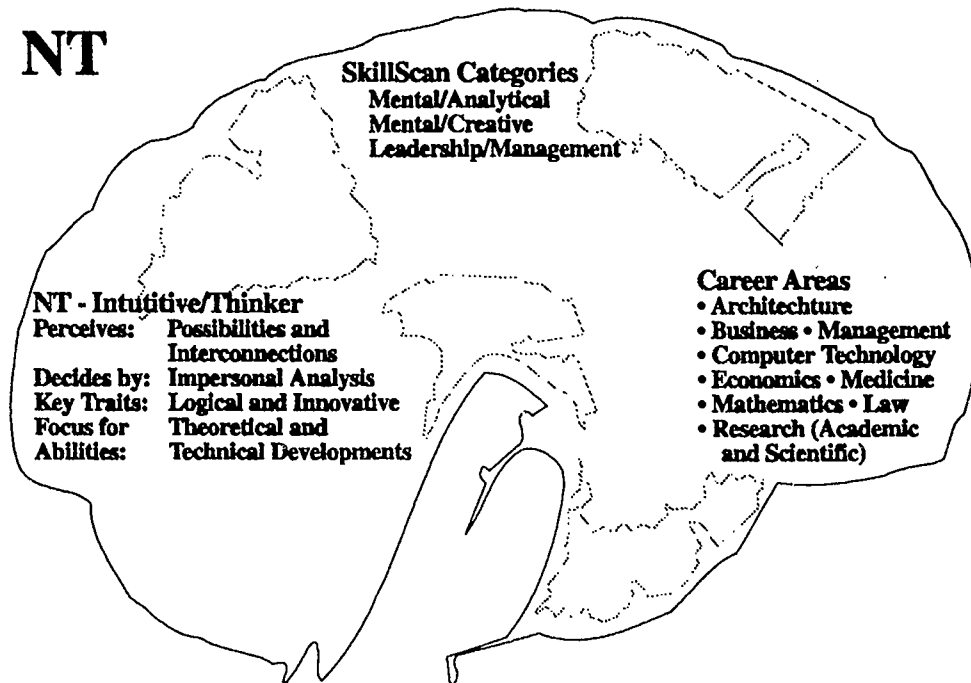 NT
SkillScan Categories
Mental/Analytical
Mental/Creative
Leadership/Management
NT - Intutitive/Thinker
Perceives: Possibilities and
Interconnections
Decides by: Impersonal Analysis
Key Traits: Logical and Innovative
Focus for Theoretical and
Abilities: Technical Developments
Career Areas
• Architechture
• Business • Management
• Computer Technology
• Economics • Medicine
• Mathematics • Law
• Research (Academic
and Scientific)